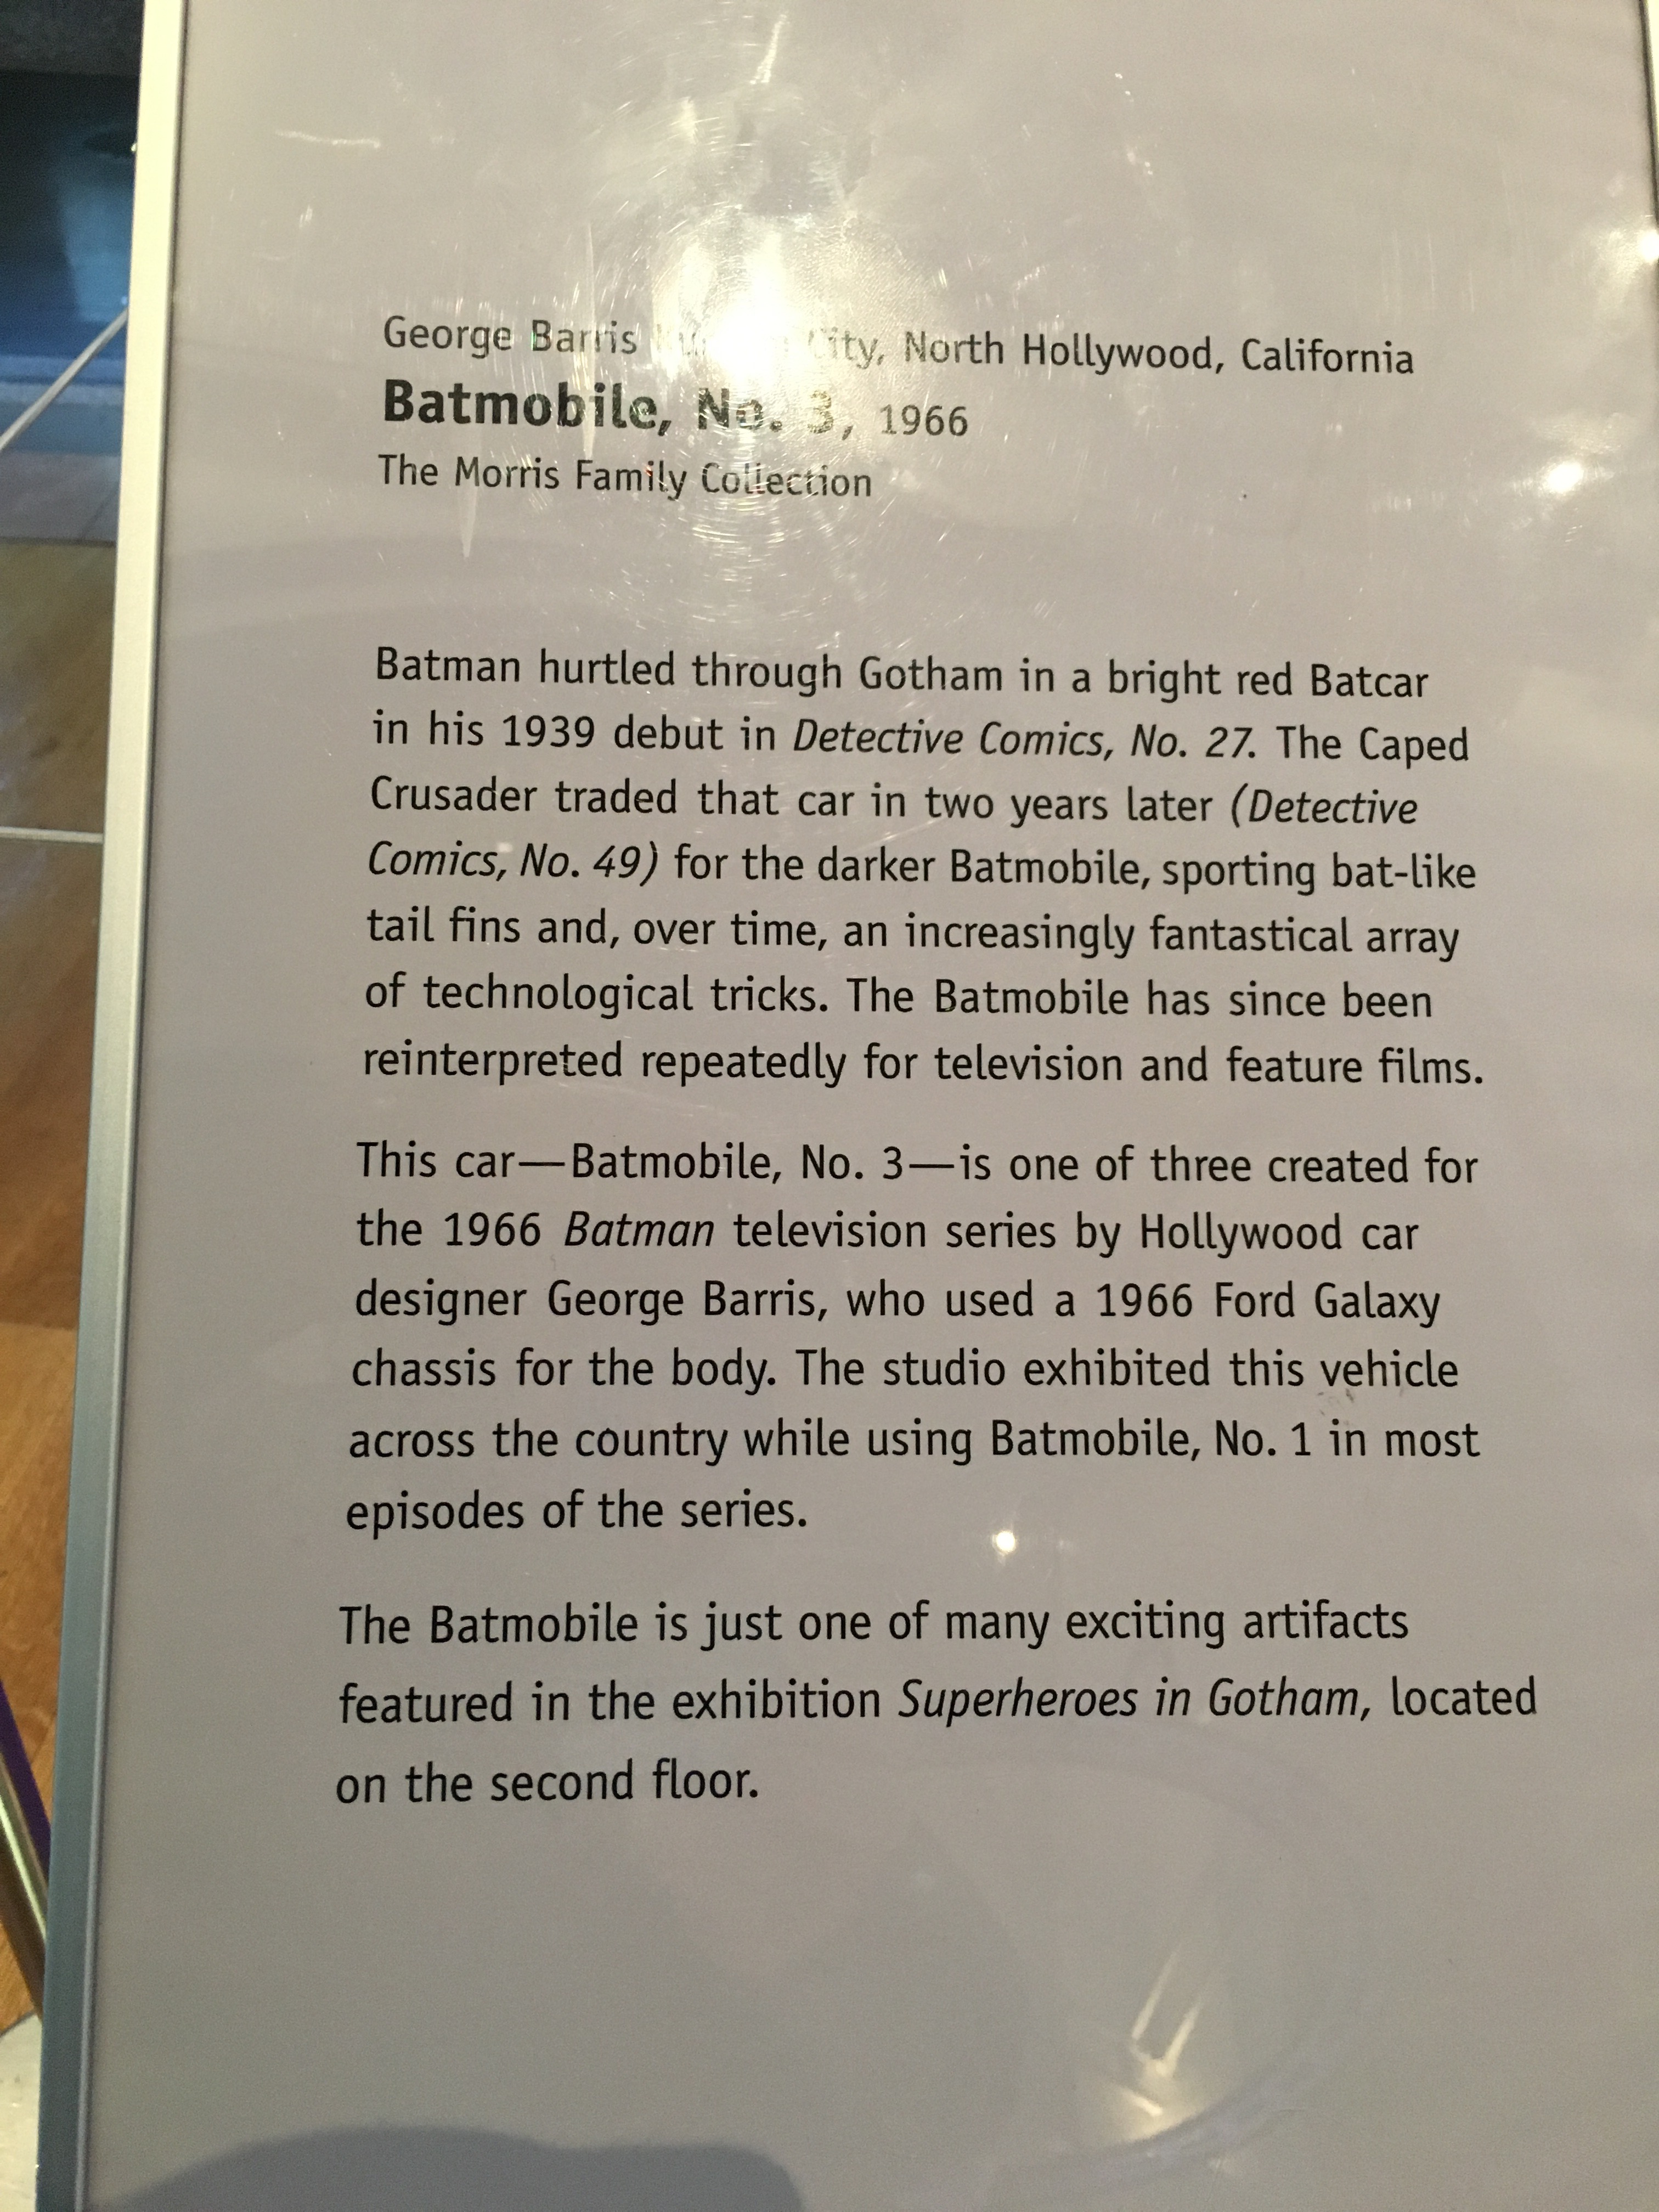 George Barris City, North Hollywood, California
Batmobile, No. 3, 1966
The Morris Family Collection
Batman hurtled through Gotham in a bright red Batcar
in his 1939 debut in Detective Comics, No. 27. The Caped
Crusader traded that car in two years later (Detective
Comics, No. 49) for the darker Batmobile, sporting bat-like
tail fins and, over time, an increasingly fantastical array
of technological tricks. The Batmobile has since been
reinterpreted repeatedly for television and feature films.
This car—Batmobile, No. 3—is one of three created for
the 1966 Batman television series by Hollywood car
designer George Barris, who used a 1966 Ford Galaxy
chassis for the body. The studio exhibited this vehicle
across the country while using Batmobile, No. 1 in most
episodes of the series.
The Batmobile is just one of many exciting artifacts
featured in the exhibition Superheroes in Gotham, located
on the second floor.